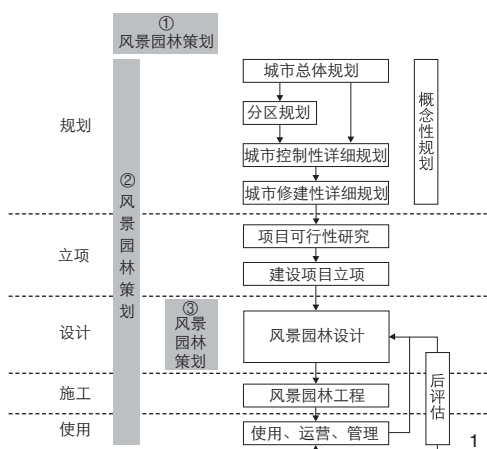 ①
风景园林策划
城市总体规划
分区规划
城市控制性详细规划
城市修建性详细规划
概念性规划
规划
②风景园林策划
项目可行性研究
立项
建设项目立项
③
风景
园林
策划
设计
风景园林设计
施工
风景园林工程
后评估
使用
使用、运营、管理
1